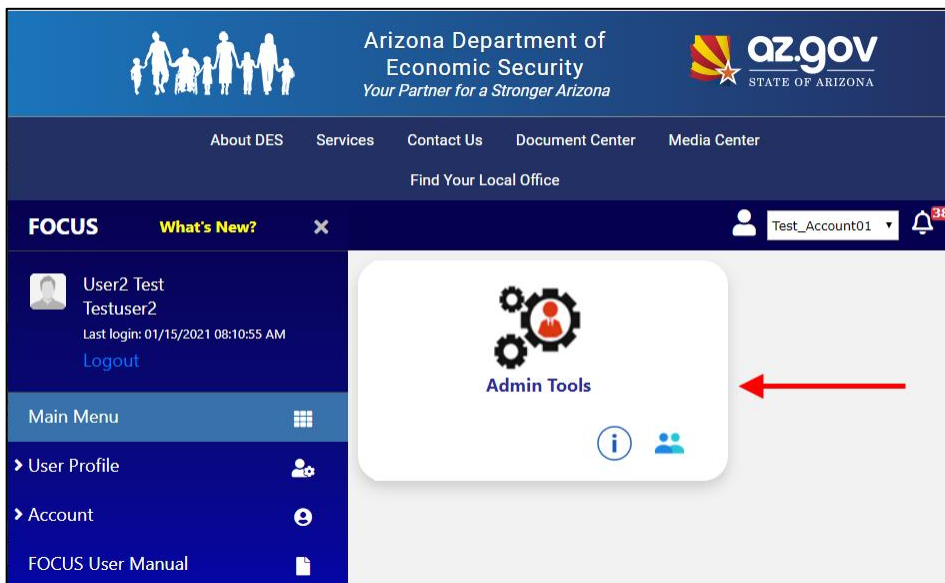 Arizona Department of
Economic Security
Your Partner for a Stronger Arizona
az.gov
STATE OF ARIZONA
About DES Services Contact Us Document Center Media Center
Find Your Local Office
FOCUS What's New?
Test_Account01
38
User2 Test
Testuser2
Last login: 01/15/2021 08:10:55 AM
Logout
Main Menu
User Profile
Account
FOCUS User Manual
Admin Tools
i